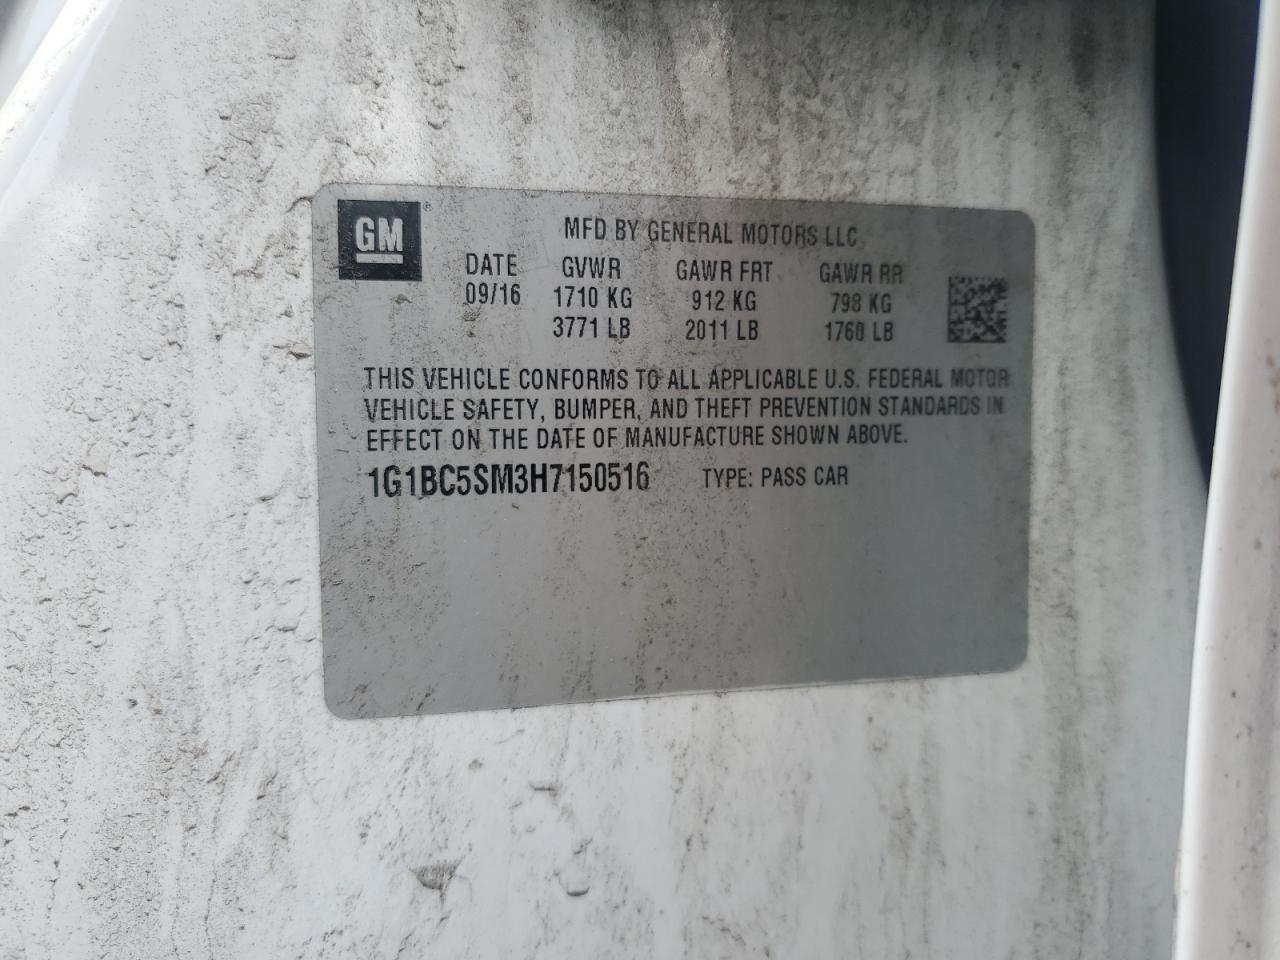 GM®
MFD BY GENERAL MOTORS LLC
DATE GVWR GAWR FRT GAWR RR
09/16 1710 KG 912 KG 798 KG
3771 LB 2011 LB 1760 LB
THIS VEHICLE CONFORMS TO ALL APPLICABLE U.S. FEDERAL MOTOR
VEHICLE SAFETY, BUMPER, AND THEFT PREVENTION STANDARDS IN
EFFECT ON THE DATE OF MANUFACTURE SHOWN ABOVE.
1G1BC5SM3H7150516 TYPE: PASS CAR